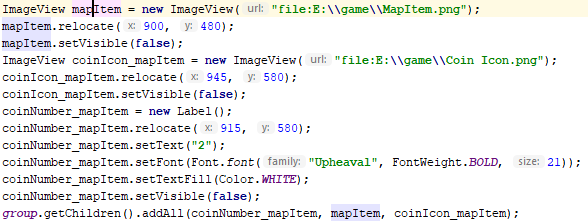 ImageView mapItem = new ImageView( url: "file:E:\\game\\MapItem.png");
mapItem.relocate( x: 900, y: 480);
mapItem.setVisible(false);
ImageView coinIcon_mapItem = new ImageView( url: "file:E:\\game\\Coin Icon.png");
coinIcon_mapItem.relocate( x: 945, y: 580);
coinIcon_mapItem.setVisible(false);
coinNumber_mapItem = new Label();
coinNumber_mapItem.relocate( x: 915, y: 580);
coinNumber_mapItem.setText("2");
coinNumber_mapItem.setFont(Font.font( family: "Upheaval", FontWeight.BOLD, size: 21));
coinNumber_mapItem.setTextFill(Color.WHITE);
coinNumber_mapItem.setVisible(false);
group.getChildren().addAll(coinNumber_mapItem, mapItem, coinIcon_mapItem);